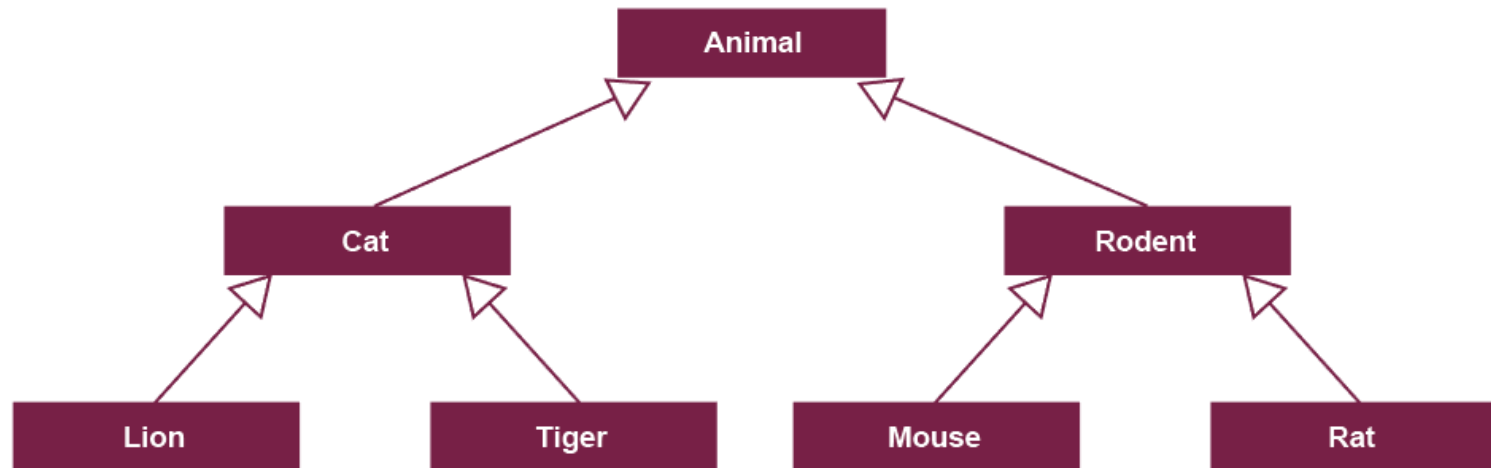 Animal
Cat
Rodent
Lion
Tiger
Mouse
Rat